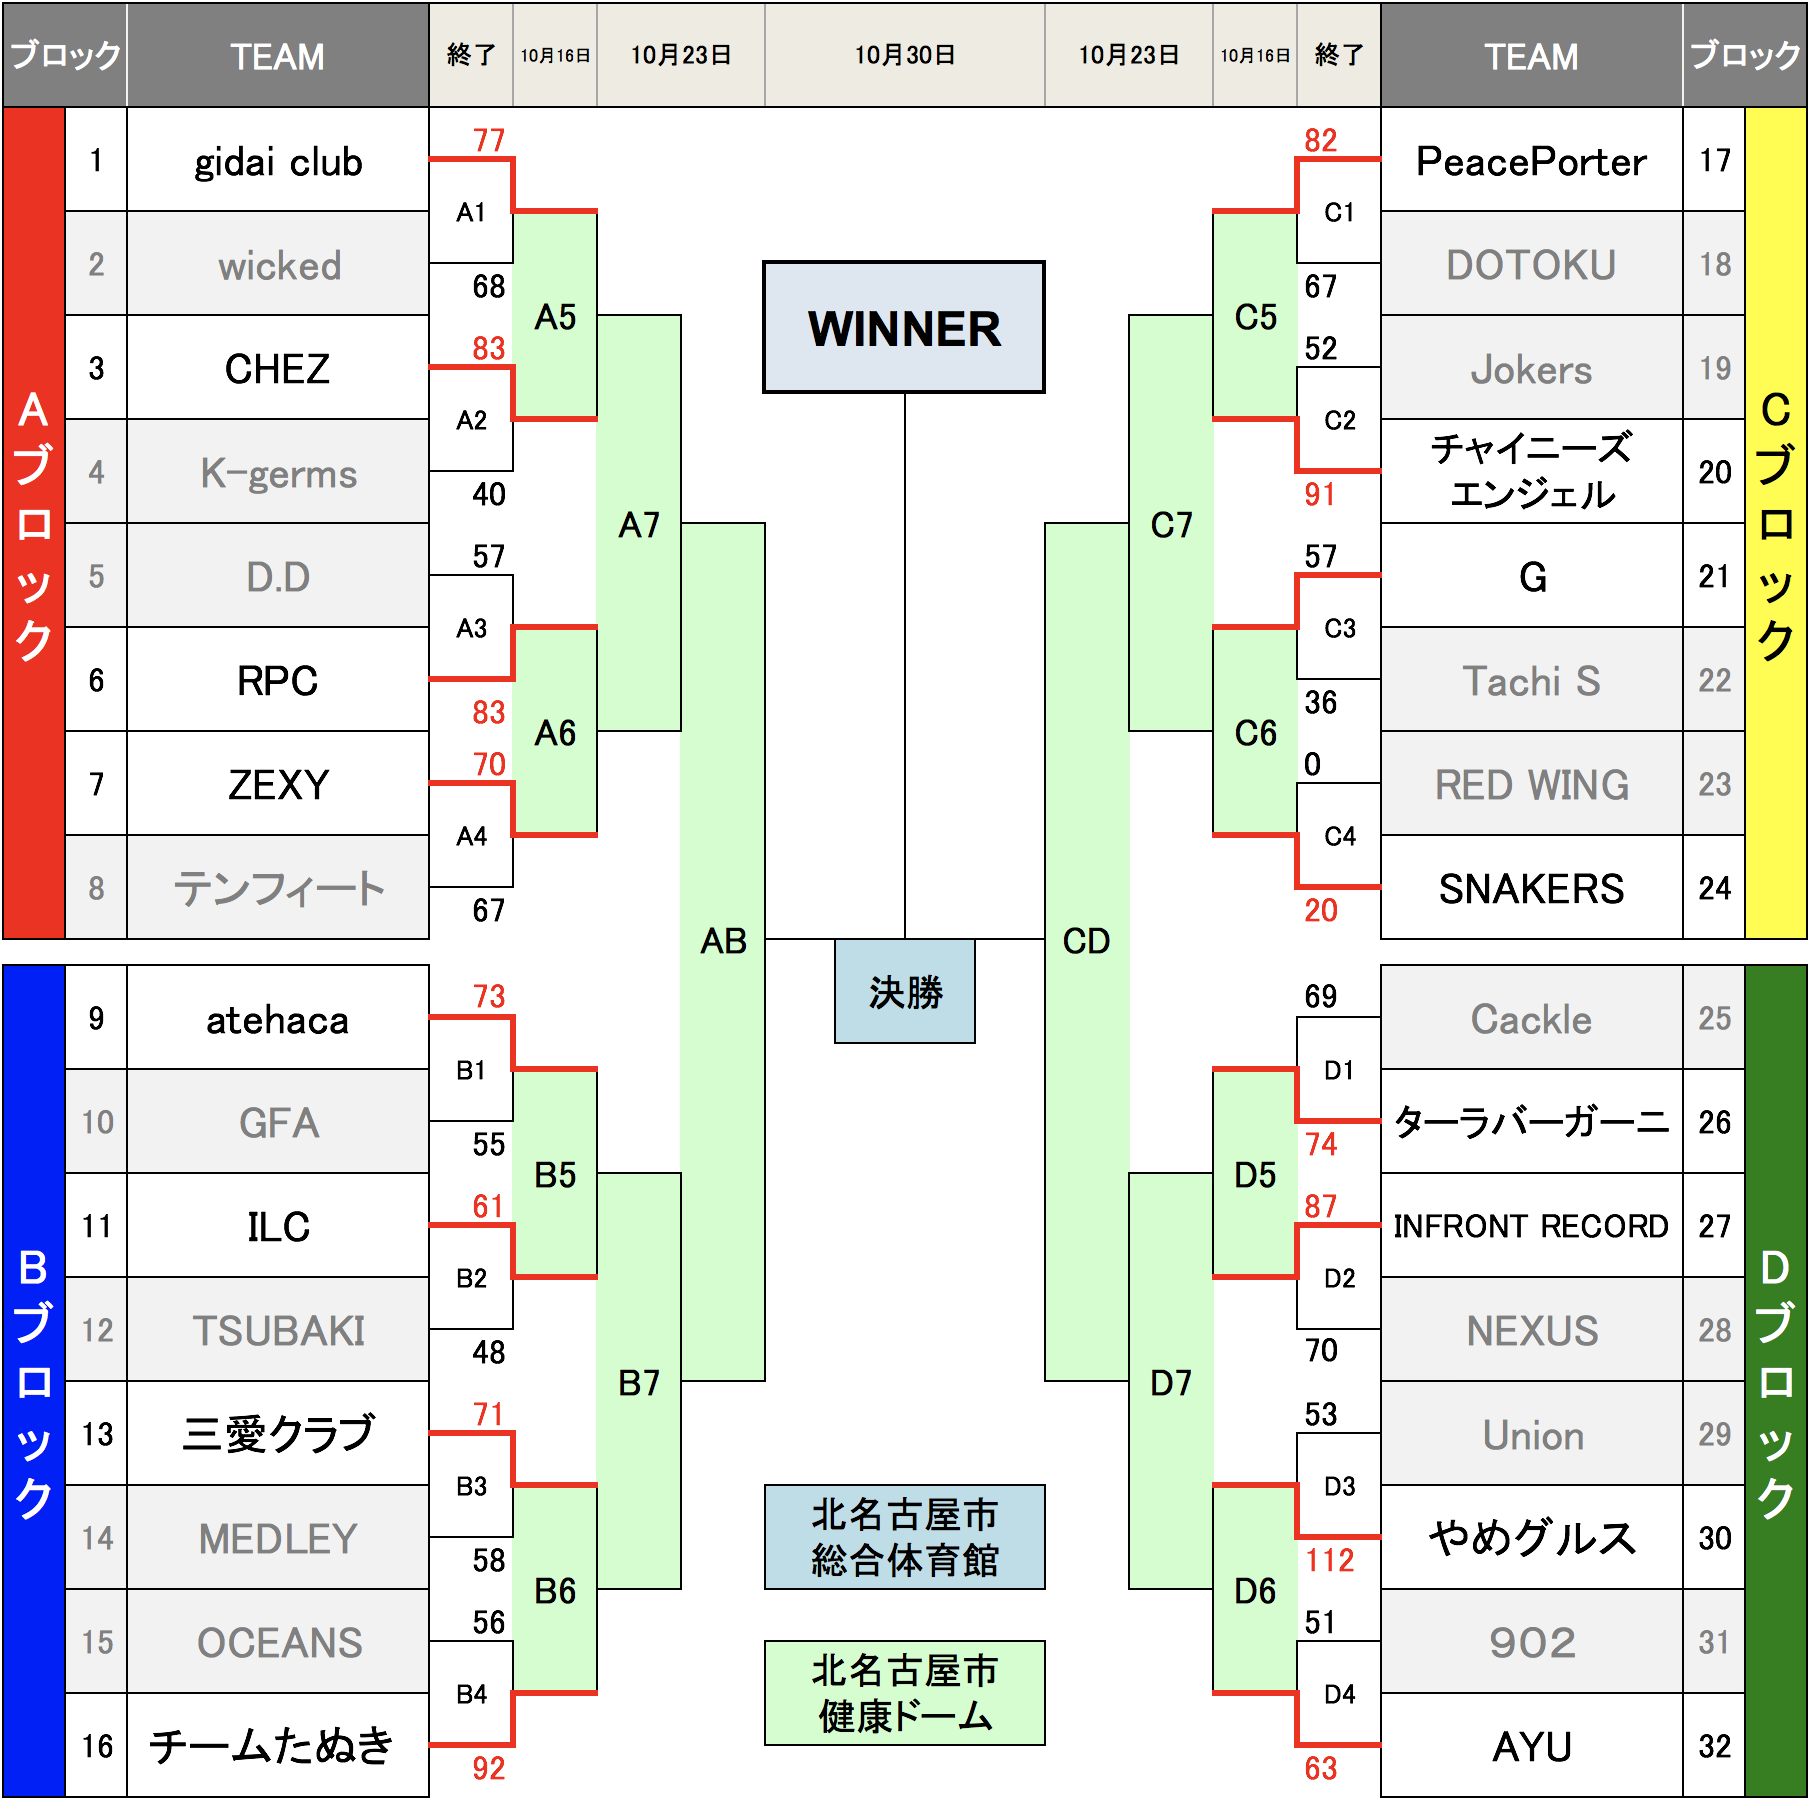 ブロック TEAM 終了 10月16日 10月23日 10月30日 10月23日 10月16日 終了 TEAM ブロック
Aブロック
1 gidai club 77
A1
2 wicked 68
A5
3 CHEZ 83
A2
4 K-germs 40
A7
5 D.D 57
A3
6 RPC 83
A6
7 ZEXY 70
A4
8 テンフィート 67
AB
Bブロック
9 atehaca 73
B1
10 GFA 55
B5
11 ILC 61
B2
12 TSUBAKI 48
B7
13 三愛クラブ 71
B3
14 MEDLEY 58
B6
15 OCEANS 56
B4
16 チームたぬき 92
WINNER
決勝
北名古屋市
総合体育館
北名古屋市
健康ドーム
Cブロック
82 PeacePorter 17
C1
67 DOTOKU 18
C5
52 Jokers 19
C2
チャイニーズ
エンジェル
91 20
C7
57 G 21
C3
36 Tachi S 22
C6
0 RED WING 23
C4
20 SNAKERS 24
CD
Dブロック
69 Cackle 25
D1
74 ターラバーガーニ 26
D5
87 INFRONT RECORD 27
D2
70 NEXUS 28
D7
53 Union 29
D3
112 やめグルス 30
D6
51 902 31
D4
63 AYU 32